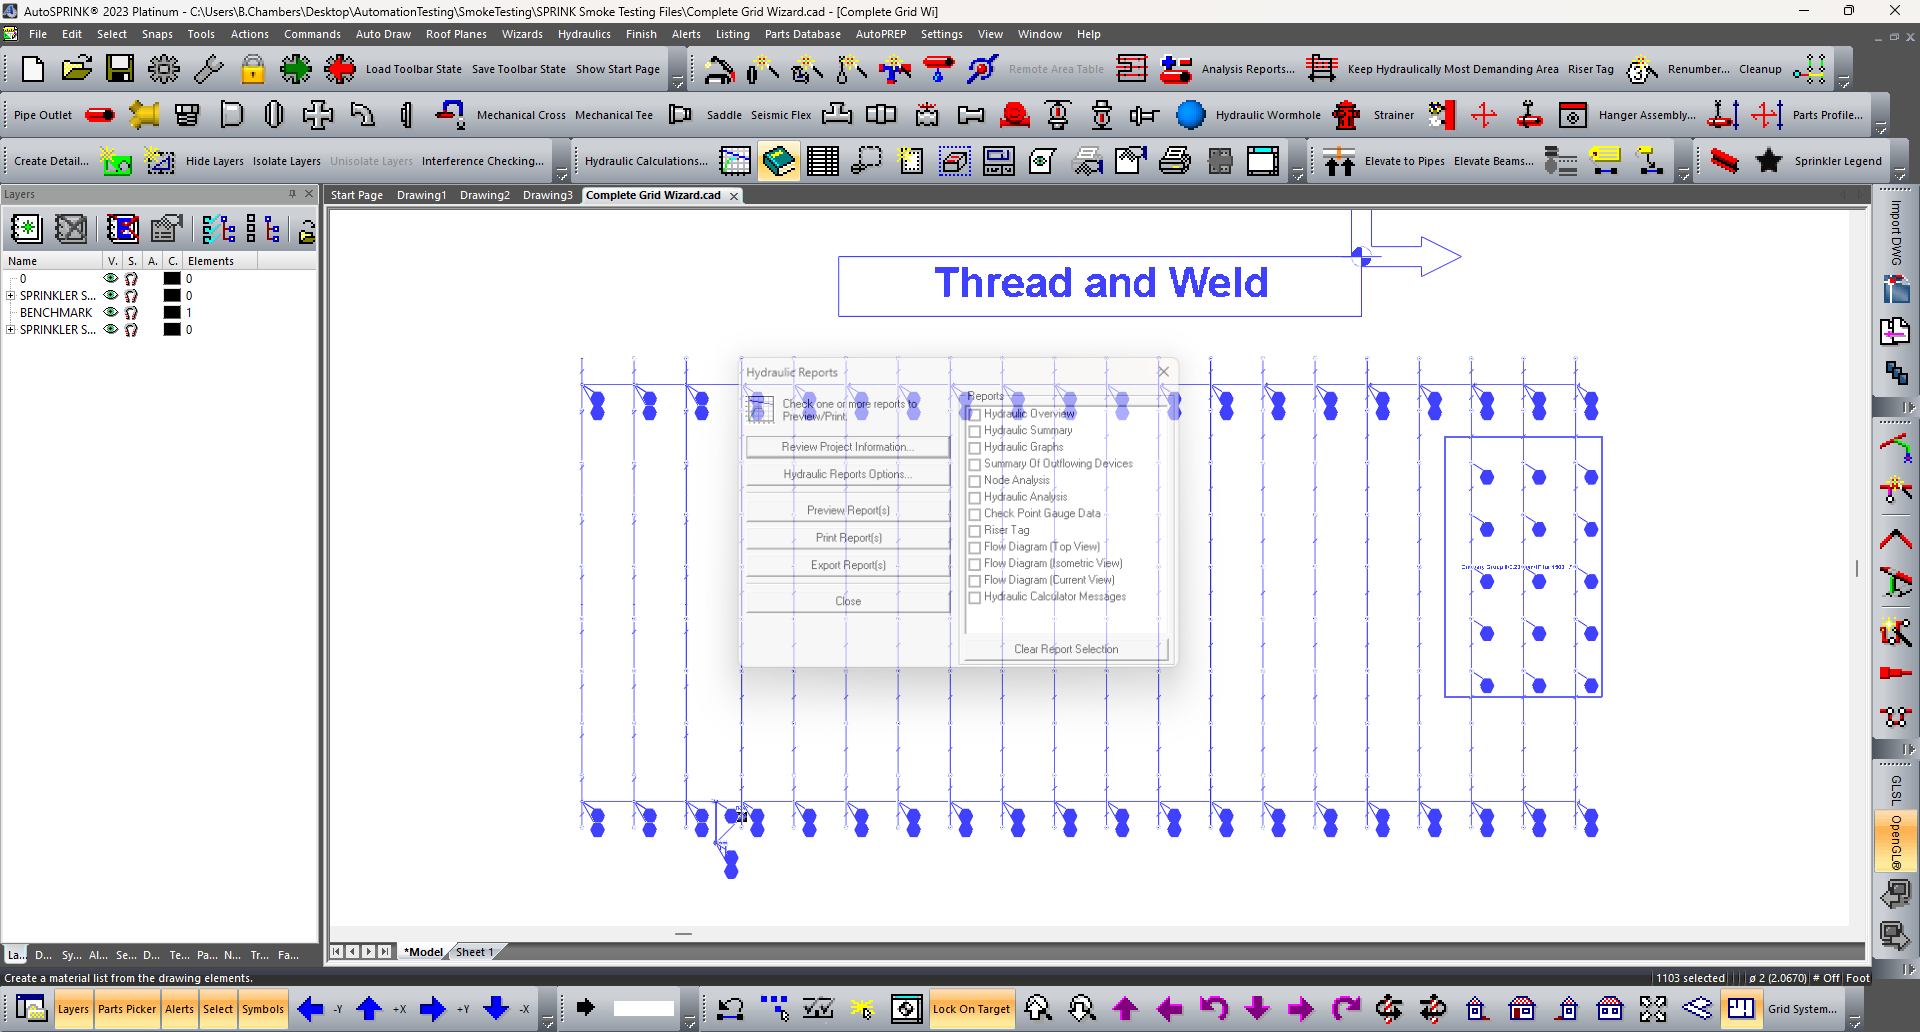 AutoSPRINK® 2023 Platinum - C:\Users\B.Chambers\Desktop\AutomationTesting\SmokeTesting\SPRINK Smoke Testing Files\Complete Grid Wizard.cad - [Complete Grid Wi]
File Edit Select Snaps Tools Actions Commands Auto Draw Roof Planes Wizards Hydraulics Finish Alerts Listing Parts Database AutoPREP Settings View Window Help
Load Toolbar State Save Toolbar State Show Start Page Remote Area Table Analysis Reports... Keep Hydraulically Most Demanding Area Riser Tag Renumber... Cleanup
Pipe Outlet Mechanical Cross Mechanical Tee Saddle Seismic Flex Hydraulic Wormhole Strainer Hanger Assembly... Parts Profile...
Create Detail... Hide Layers Isolate Layers Unisolate Layers Interference Checking... Hydraulic Calculations... Elevate to Pipes Elevate Beams... Sprinkler Legend
Layers
Start Page Drawing1 Drawing2 Drawing3 Complete Grid Wizard.cad
Import DWG
Name V. S. A. C. Elements
0 0
SPRINKLER S... 0
BENCHMARK 1
SPRINKLER S... 0
Thread and Weld
Hydraulic Reports
Check one or more reports to
Preview/Print.
Review Project Information...
Hydraulic Reports Options...
Preview Report(s)
Print Report(s)
Export Report(s)
Close
Reports
Hydraulic Overview
Hydraulic Summary
Hydraulic Graphs
Summary Of Outflowing Devices
Node Analysis
Hydraulic Analysis
Check Point Gauge Data
Riser Tag
Flow Diagram (Top View)
Flow Diagram (Isometric View)
Flow Diagram (Current View)
Hydraulic Calculator Messages
Clear Report Selection
GLSL
OpenGL®
La... D... Sy... Al... Se... D... Te... Pa... N... Tr... Fa...
*Model Sheet 1
Create a material list from the drawing elements.
1103 selected ø 2 (2.0670) # Off Foot
Layers Parts Picker Alerts Select Symbols -Y +X +Y -X Lock On Target Grid System...